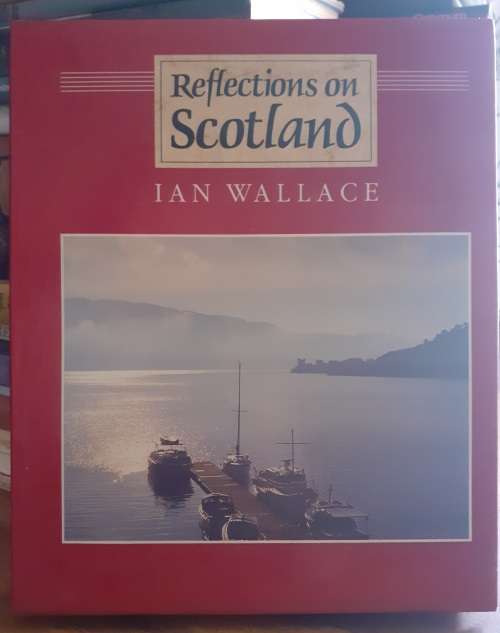 Reflections on
Scotland
IAN WALLACE